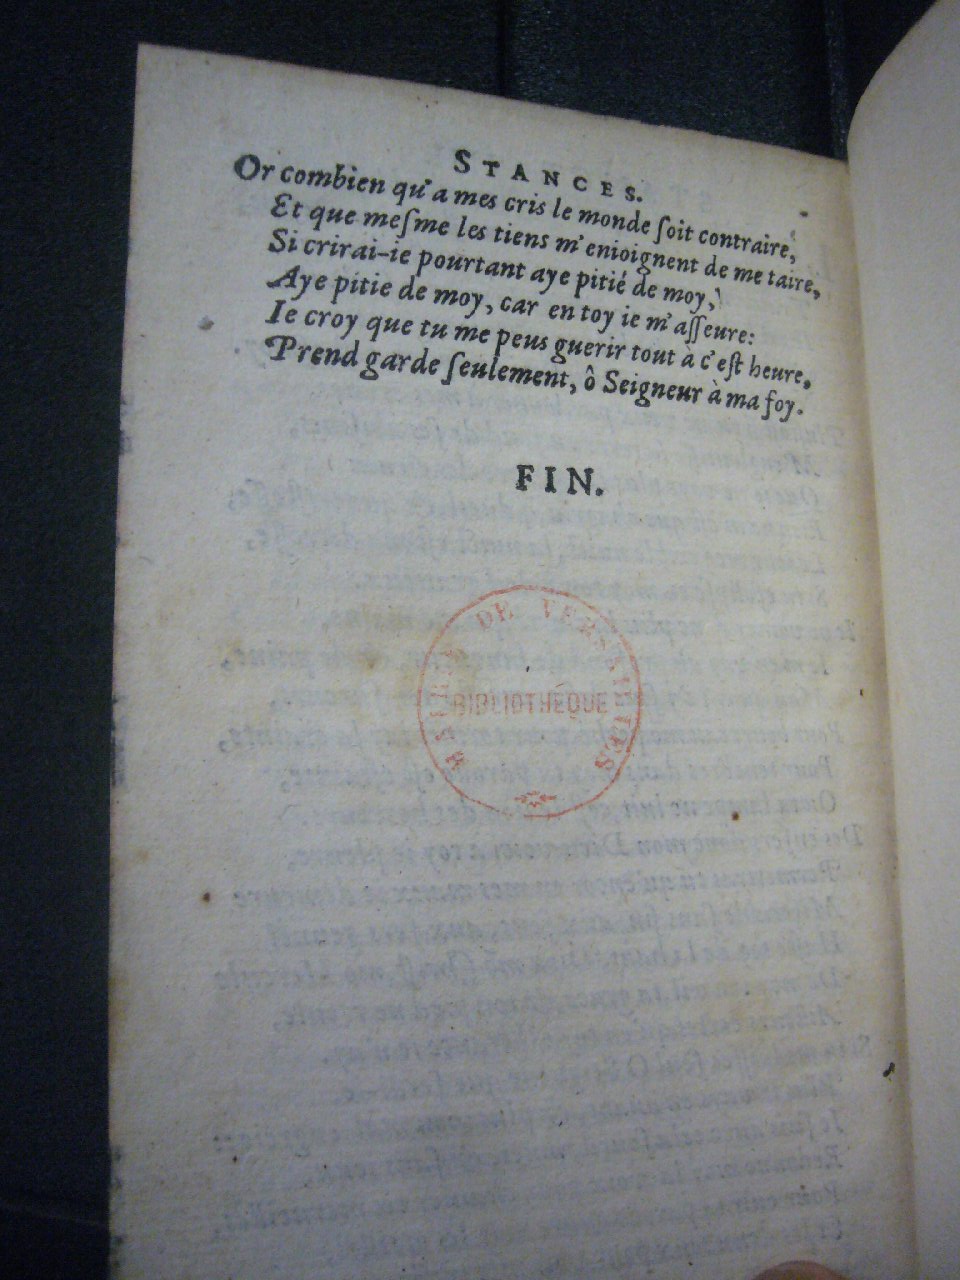 STANCES.
Or combien qu'a mes cris le monde ſoit contraire,
Et que meſme les tiens m'enioignent de me taire,
Si crirai-ie pourtant aye pitié de moy,
Aye pitie de moy, car en toy ie m'aſſeure:
Ie croy que tu me peus guerir tout a c'eſt heure,
Prend garde ſeulement, ô Seigneur à ma foy.
FIN.
DE VERSAILLES
BIBLIOTHÈQUE